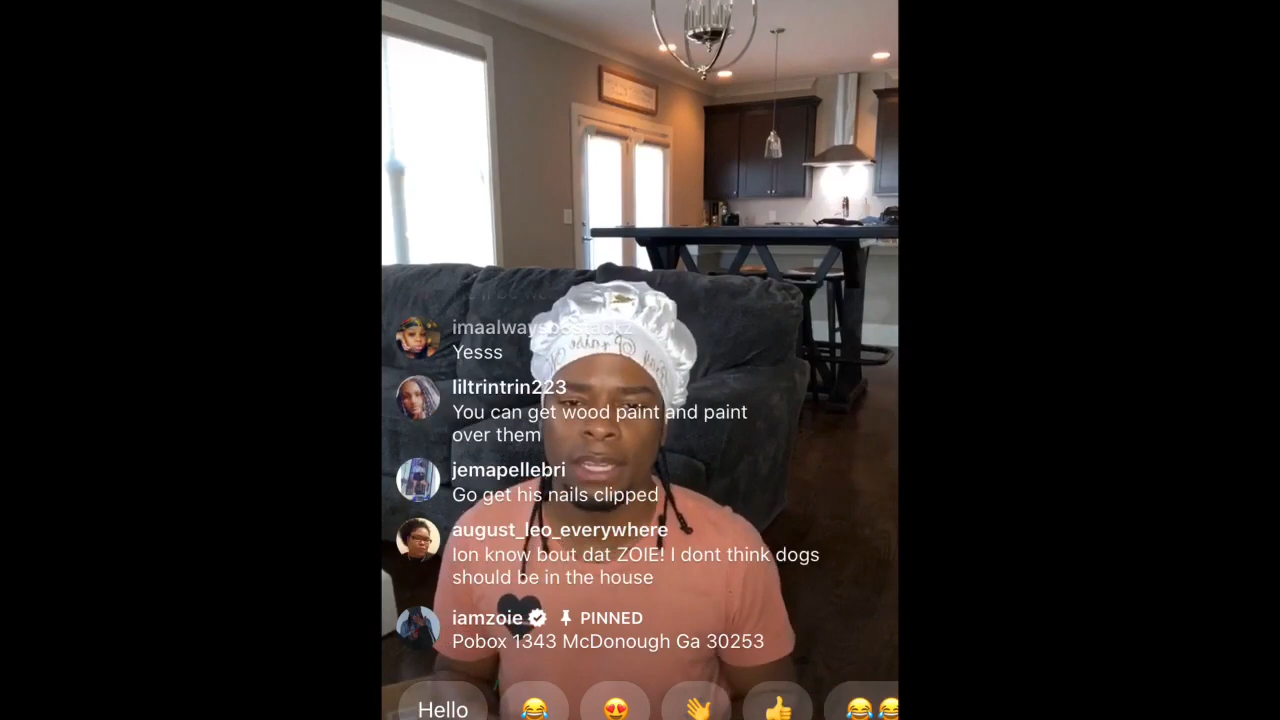 imaalways
Yesss
liltrintrin223
You can get wood paint and paint
over them
jemapellebri
Go get his nails clipped
august_leo_everywhere
Ion know bout dat ZOIE! I dont think dogs
should be in the house
iamzoie PINNED
Pobox 1343 McDonough Ga 30253
Hello